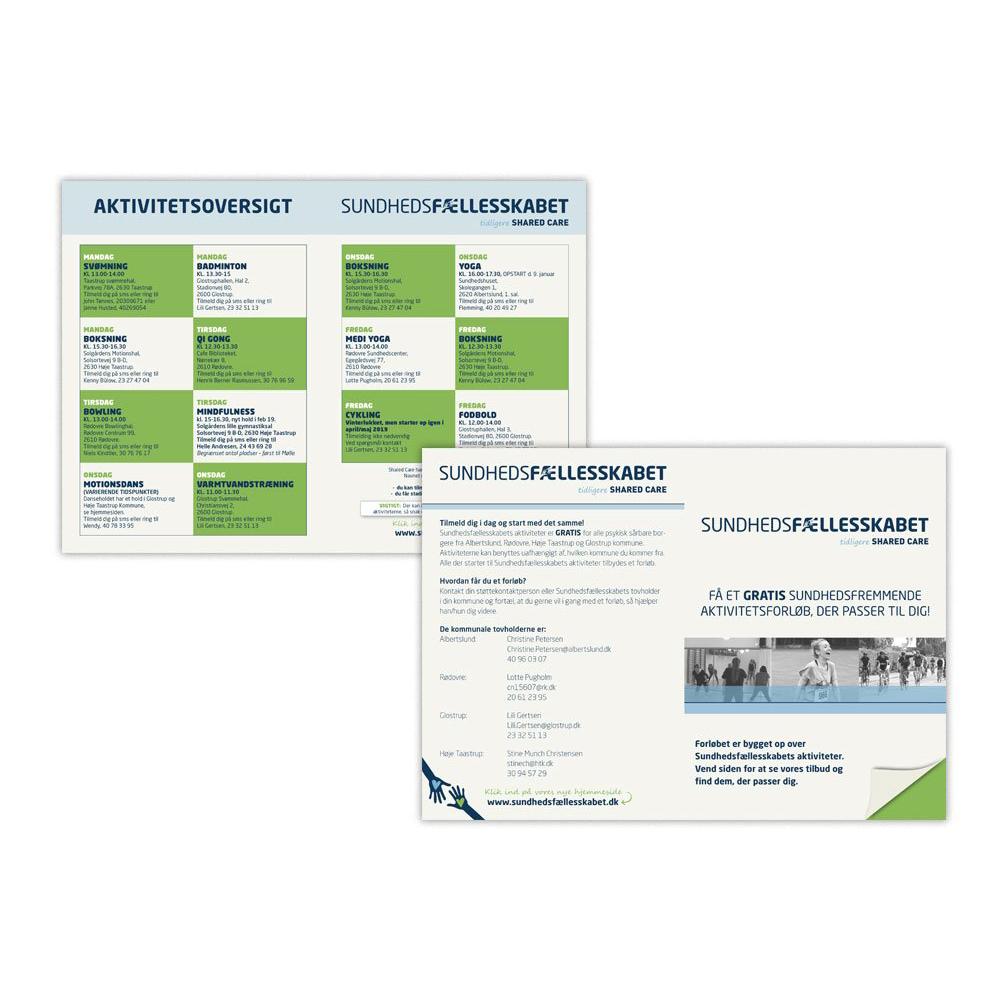 AKTIVITETSOVERSIGT
SUNDHEDSFÆLLESSKABET
tidligere SHARED CARE
MANDAG
SVØMNING
Kl. 13.00-14.00
Taastrup svømmehal,
Parkvej 78A, 2630 Taastrup
Tilmeld dig på sms eller ring til
John Tønnes, 20309671 eller
Janne Husted, 40269054
MANDAG
BADMINTON
Kl. 13.30-15
Glostruphallen, Hal 2,
Stadionvej 80,
2600 Glostrup.
Tilmeld dig på sms eller ring til
Lili Gertsen, 23 32 51 13
MANDAG
BOKSNING
KL. 15.30-16.30
Solgårdens Motionshal,
Solsortevej 9 B-D,
2630 Høje Taastrup.
Tilmeld dig på sms eller ring til
Kenny Bülow, 23 27 47 04
TIRSDAG
QI GONG
Kl 12.30-13.30
Cafe Biblioteket,
Nørrekær 8,
2610 Rødovre.
Tilmeld dig på sms eller ring til
Henrik Berner Rasmussen, 30 76 96 59
TIRSDAG
BOWLING
KL. 13.00-14.00
Rødovre Bowlinghal,
Rødovre Centrum 99,
2610 Rødovre.
Tilmeld dig på sms eller ring til
Niels Kindtler, 30 76 76 17
TIRSDAG
MINDFULNESS
kl. 15-16.30, nyt hold i feb 19.
Solgårdens lille gymnastiksal
Solsortevej 9 B-D, 2630 Høje Taastrup
Tilmeld dig på sms eller ring til
Helle Andresen, 24 43 69 28
Begrænset antal pladser - først til Mølle
ONSDAG
MOTIONSDANS
(VARIERENDE TIDSPUNKTER)
Danseholdet har et hold i Glostrup og
Høje Taastrup Kommune,
se hjemmesiden.
Tilmeld dig på sms eller ring til
Wendy, 40 78 33 95
ONSDAG
VARMTVANDSTRÆNING
KL. 11.00-11.30
Glostrup Svømmehal,
Christiansvej 2,
2600 Glostrup.
Tilmeld dig på sms eller ring til
Lili Gertsen, 23 32 51 13
ONSDAG
BOKSNING
KL. 15.30-16.30
Solgårdens Motionshal,
Solsortevej 9 B-D,
2630 Høje Taastrup.
Tilmeld dig på sms eller ring til
Kenny Bülow, 23 27 47 04
ONSDAG
YOGA
KL. 16.00-17.30, OPSTART d. 9. januar
Sundhedshuset,
Skolegangen 1,
2620 Albertslund, 1. sal.
Tilmeld dig på sms eller ring til
Flemming, 40 20 49 27
FREDAG
MEDI YOGA
KL. 13.00-14.00
Rødovre Sundhedscenter,
Egegårdsvej 77,
2610 Rødovre
Tilmeld dig på sms eller ring til
Lotte Pugholm, 20 61 23 95
FREDAG
BOKSNING
KL. 12.30-13.30
Solgårdens Motionshal,
Solsortevej 9 B-D,
2630 Høje Taastrup.
Tilmeld dig på sms eller ring til
Kenny Bülow, 23 27 47 04
FREDAG
CYKLING
Vinterlukket, men starter op igen i
april/maj 2019
Tilmelding ikke nødvendig
Ved spørgsmål kontakt
Lili Gertsen, 23 32 51 13
FREDAG
FODBOLD
KL. 12.00-14.00
Glostruphallen, Hal 3,
Stadionvej 80, 2600 Glostrup.
Tilmeld dig på sms eller ring til
Shared Care har
Navnet
- du kan tilm
- du får stadi
VIGTIGT: Der kan
aktiviteterne, så snak
Klik ind
www.s
SUNDHEDSFÆLLESSKABET
tidligere SHARED CARE
Tilmeld dig i dag og start med det samme!
Sundhedsfællesskabets aktiviteter er GRATIS for alle psykisk sårbare bor-
gere fra Albertslund, Rødovre, Høje Taastrup og Glostrup kommune.
Aktiviteterne kan benyttes uafhængigt af, hvilken kommune du kommer fra.
Alle der starter til Sundhedsfællesskabets aktiviteter tilbydes et forløb.
Hvordan får du et forløb?
Kontakt din støttekontaktperson eller Sundhedsfællesskabets tovholder
i din kommune og fortæl, at du gerne vil i gang med et forløb, så hjælper
han/hun dig videre.
De kommunale tovholderne er:
Albertslund: Christine Petersen
Christine.Petersen@albertslund.dk
40 96 03 07
Rødovre: Lotte Pugholm
cn15607@rk.dk
20 61 23 95
Glostrup: Lili Gertsen
Lili.Gertsen@glostrup.dk
23 32 51 13
Høje Taastrup: Stine Munch Christensen
stinech@htk.dk
30 94 57 29
Klik ind på vores nye hjemmeside
www.sundhedsfællesskabet.dk
SUNDHEDSFÆLLESSKABET
tidligere SHARED CARE
FÅ ET GRATIS SUNDHEDSFREMMENDE
AKTIVITETSFORLØB, DER PASSER TIL DIG!
Forløbet er bygget op over
Sundhedsfællesskabets aktiviteter.
Vend siden for at se vores tilbud og
find dem, der passer dig.